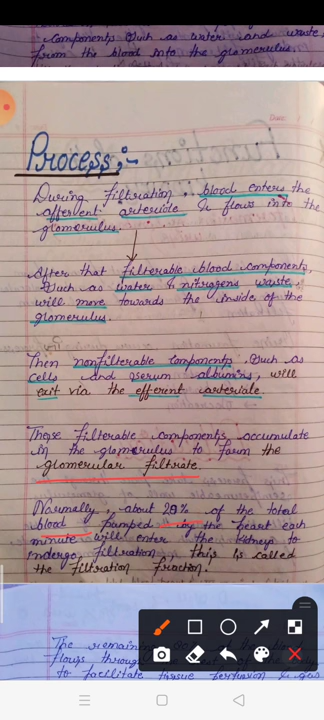 components such as water and waste
from the blood into the glomerulus.
Process:-
During filtration, blood enters the
afferent arteriole & flows into the
glomerulus.
After that filterable blood components,
such as water & nitrogens waste,
will move towards the inside of the
glomerulus.
Then nonfilterable components, such as
cells and serum albumins, will
exit via the efferent arteriole.
These filterable components accumulate
in the glomerulus to form the
glomerular filtrate.
Normally, about 20% of the total
blood pumped by the heart each
minute will enter the kidneys to
undergo filtration this is called
the filtration fraction.
The remaining
flows through
to facilitate tissue perfusion & gas